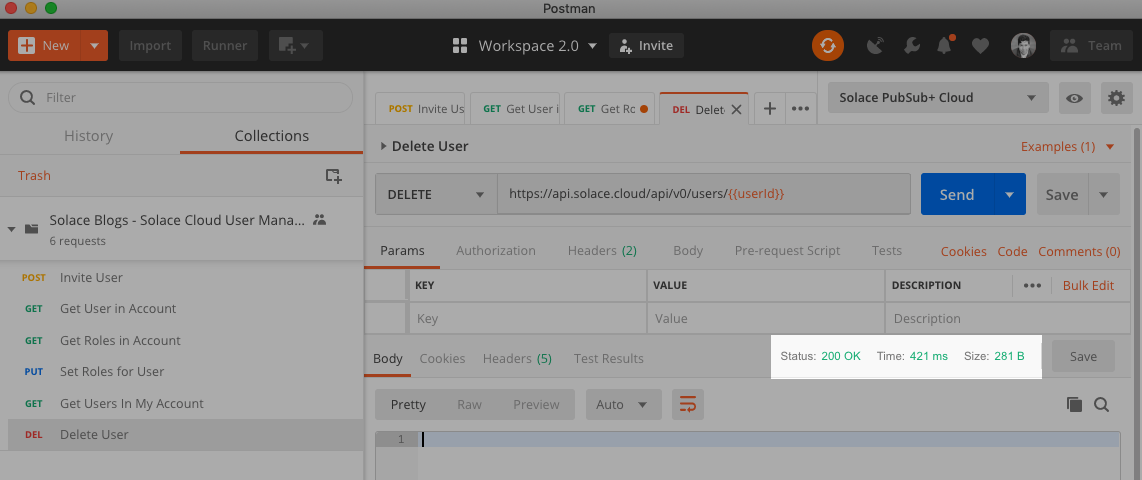 Postman
New
Import
Runner
Workspace 2.0
Invite
Team
Filter
History
Collections
Trash
Solace Blogs - Solace Cloud User Mana...
6 requests
POST Invite User
GET Get User in Account
GET Get Roles in Account
PUT Set Roles for User
GET Get Users In My Account
DEL Delete User
POST Invite Us
GET Get User i
GET Get Ro
DEL Delet
Solace PubSub+ Cloud
Delete User
Examples (1)
DELETE
https://api.solace.cloud/api/v0/users/{{userId}}
Send
Save
Params
Authorization
Headers (2)
Body
Pre-request Script
Tests
Cookies
Code
Comments (0)
KEY
VALUE
DESCRIPTION
Bulk Edit
Key
Value
Description
Body
Cookies
Headers (5)
Test Results
Status: 200 OK
Time: 421 ms
Size: 281 B
Save
Pretty
Raw
Preview
Auto
1